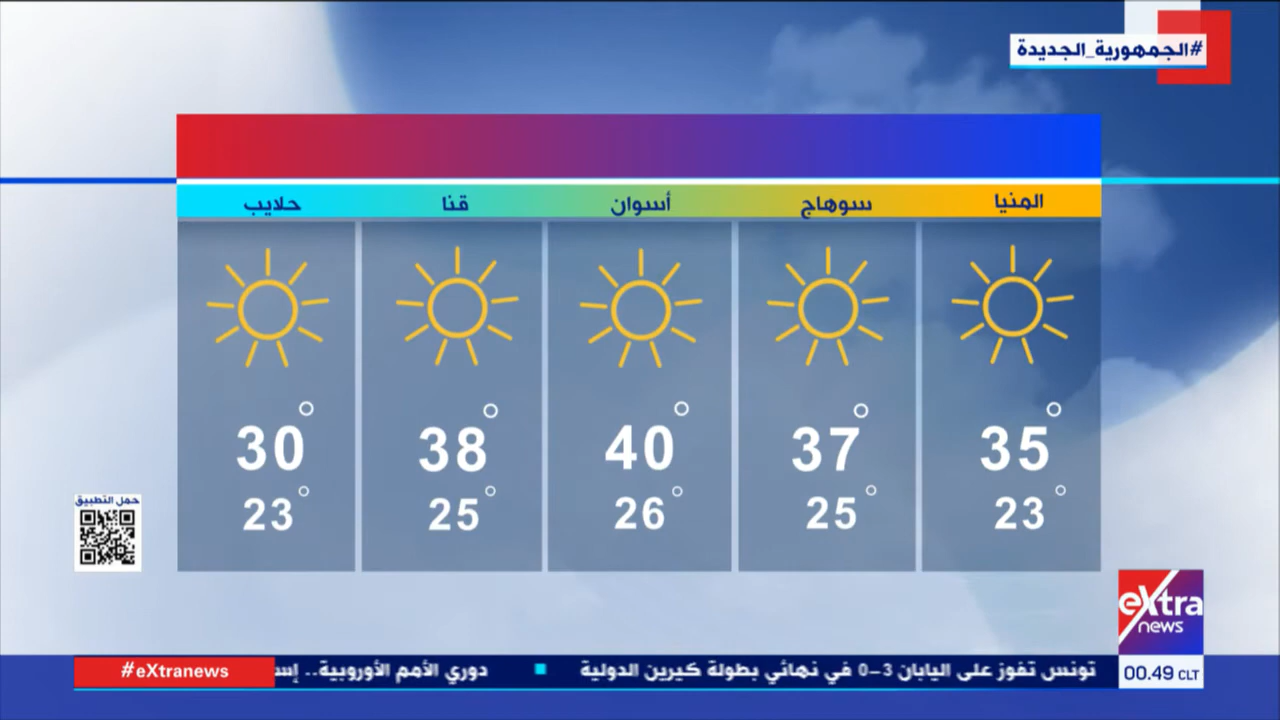 #الجمهورية_الجديدة
المنيا
سوهاج
أسوان
قنا
حلايب
35°
37°
40°
38°
30°
23°
25°
26°
25°
23°
حمل التطبيق
eXtra
news
تونس تفوز على اليابان 3-0 في نهائي بطولة كيرين الدولية
دوري الأمم الأوروبية..
#eXtranews
00.49 CLT